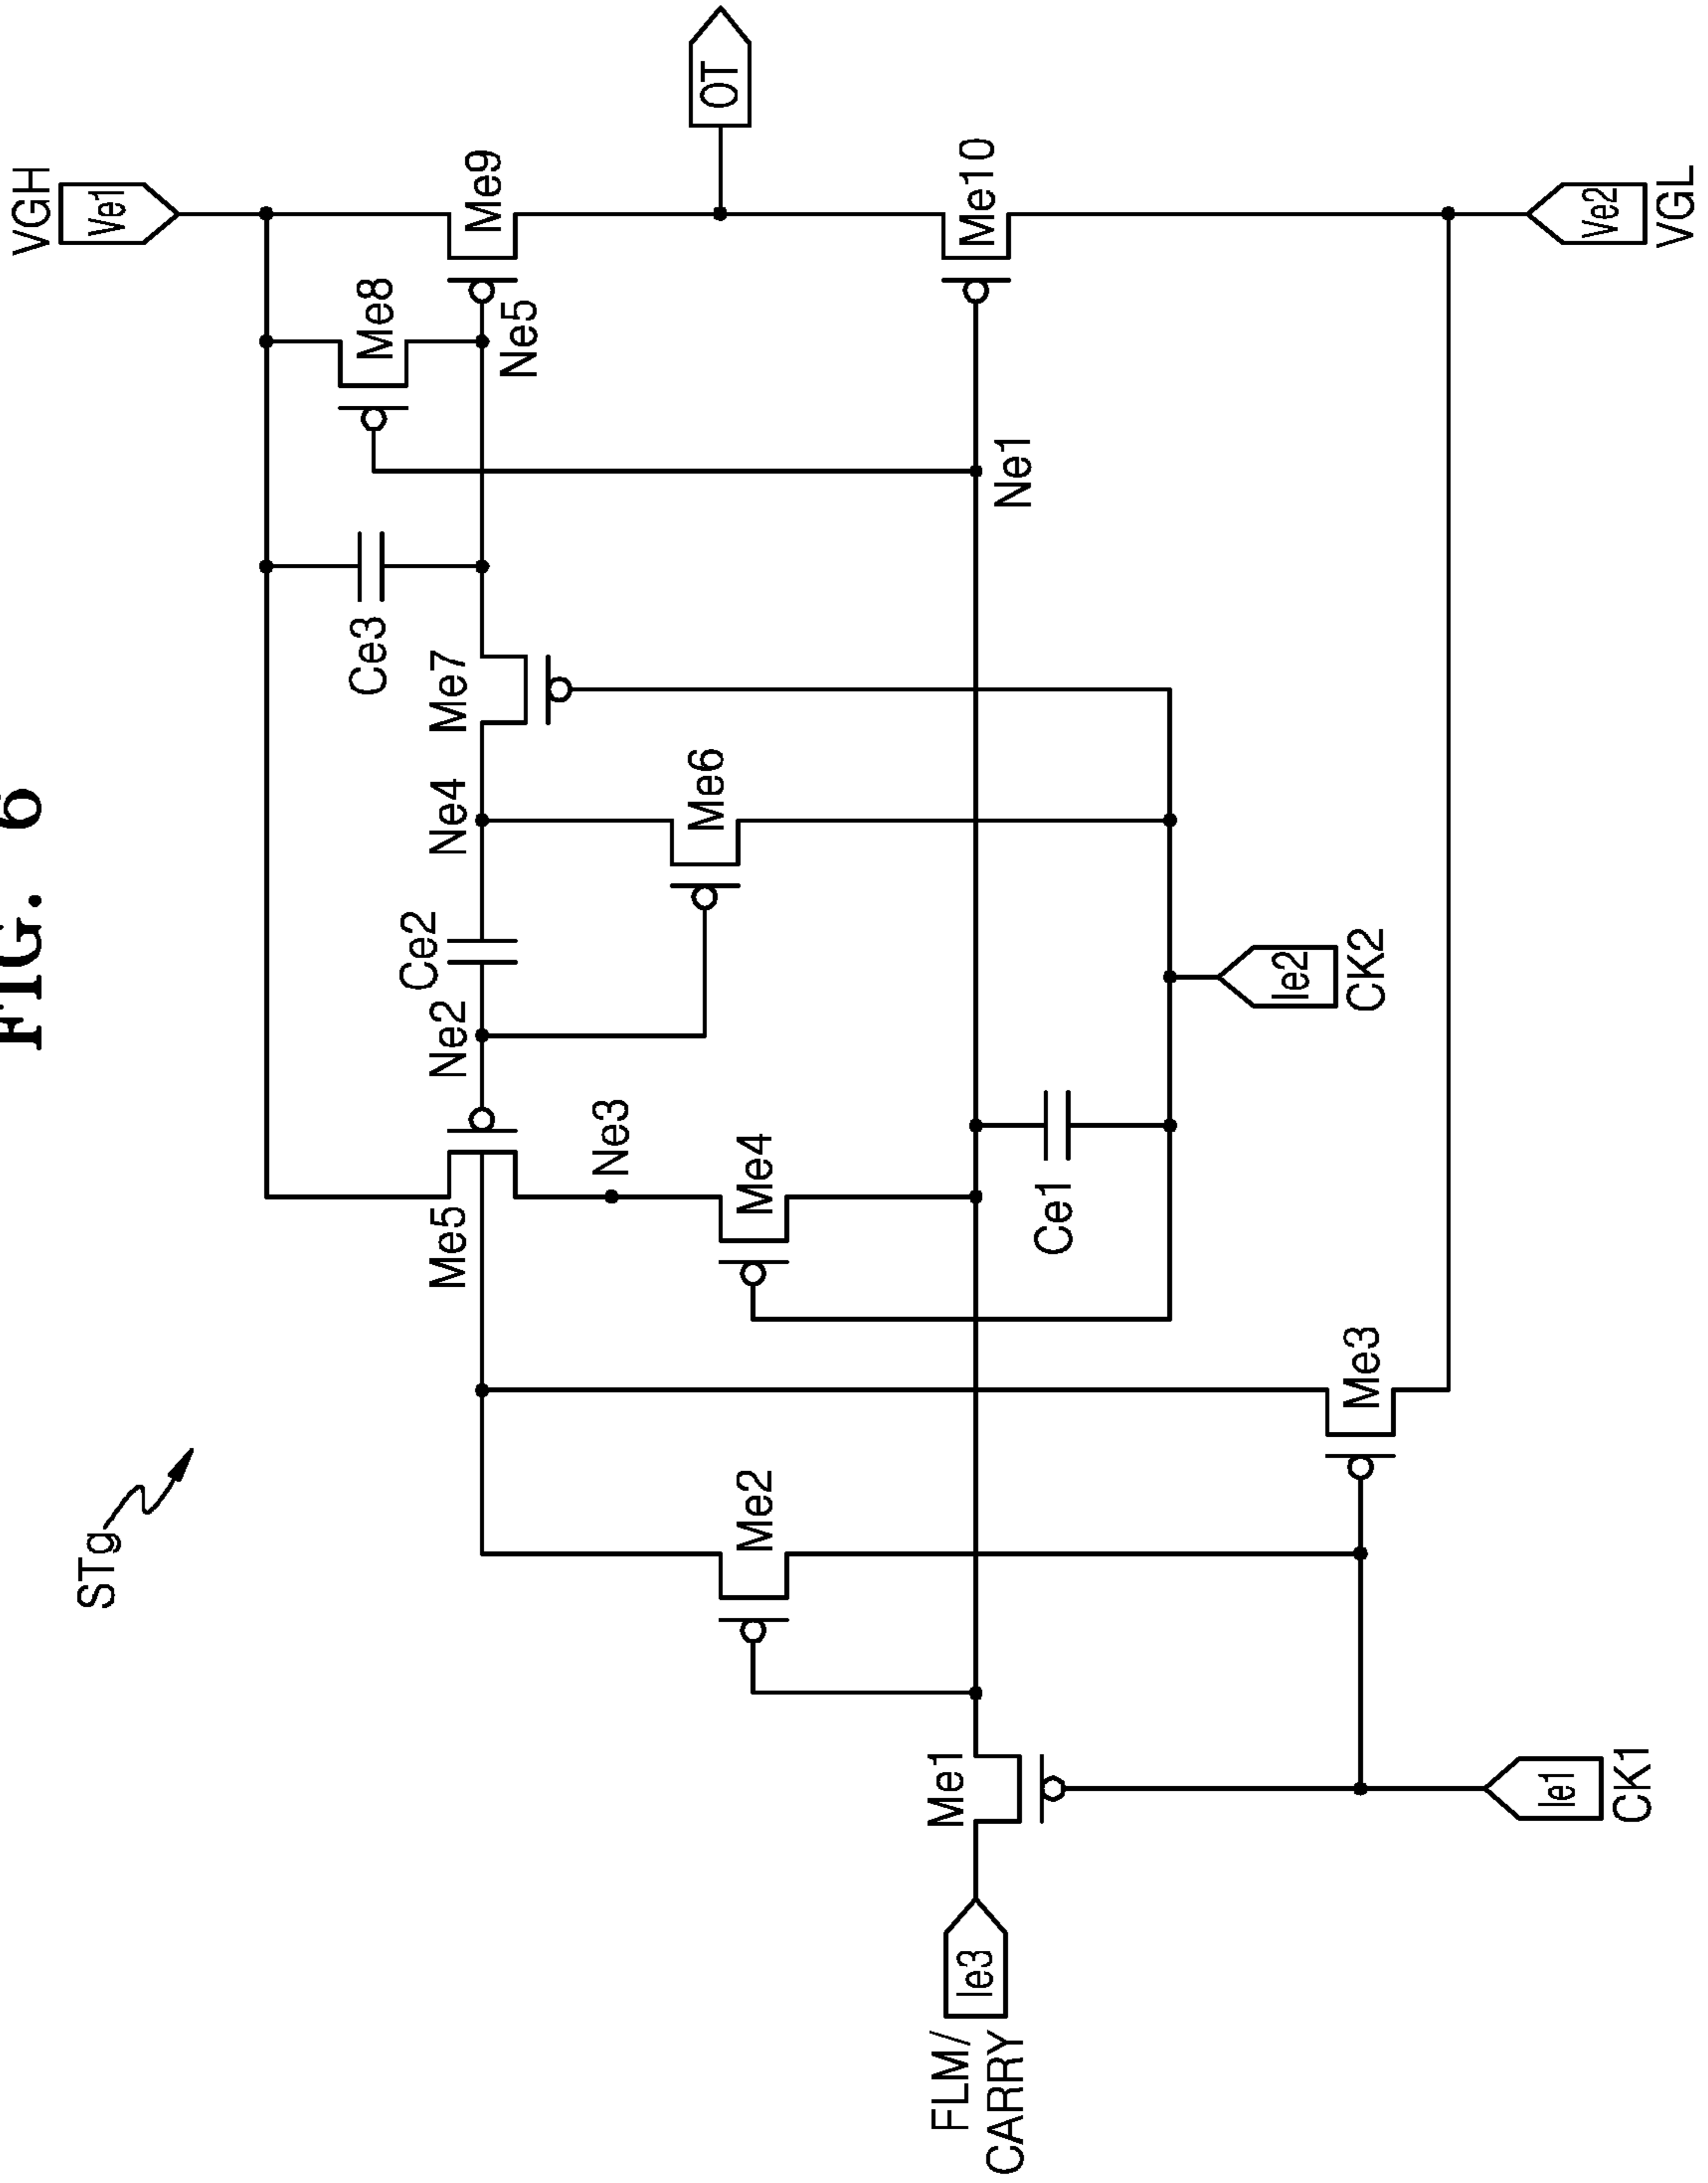 FIG. 6
STg
VGH
Ve1
Me5
Ne2
Ce2
Ne4
Me7
Ce3
Me8
Me9
Ne5
OT
Ne3
Me6
Me2
Me4
FLM/
CARRY
Ie3
Me1
Ne1
Me10
Ce1
Me3
Ie1
CK1
Ie2
CK2
Ve2
VGL